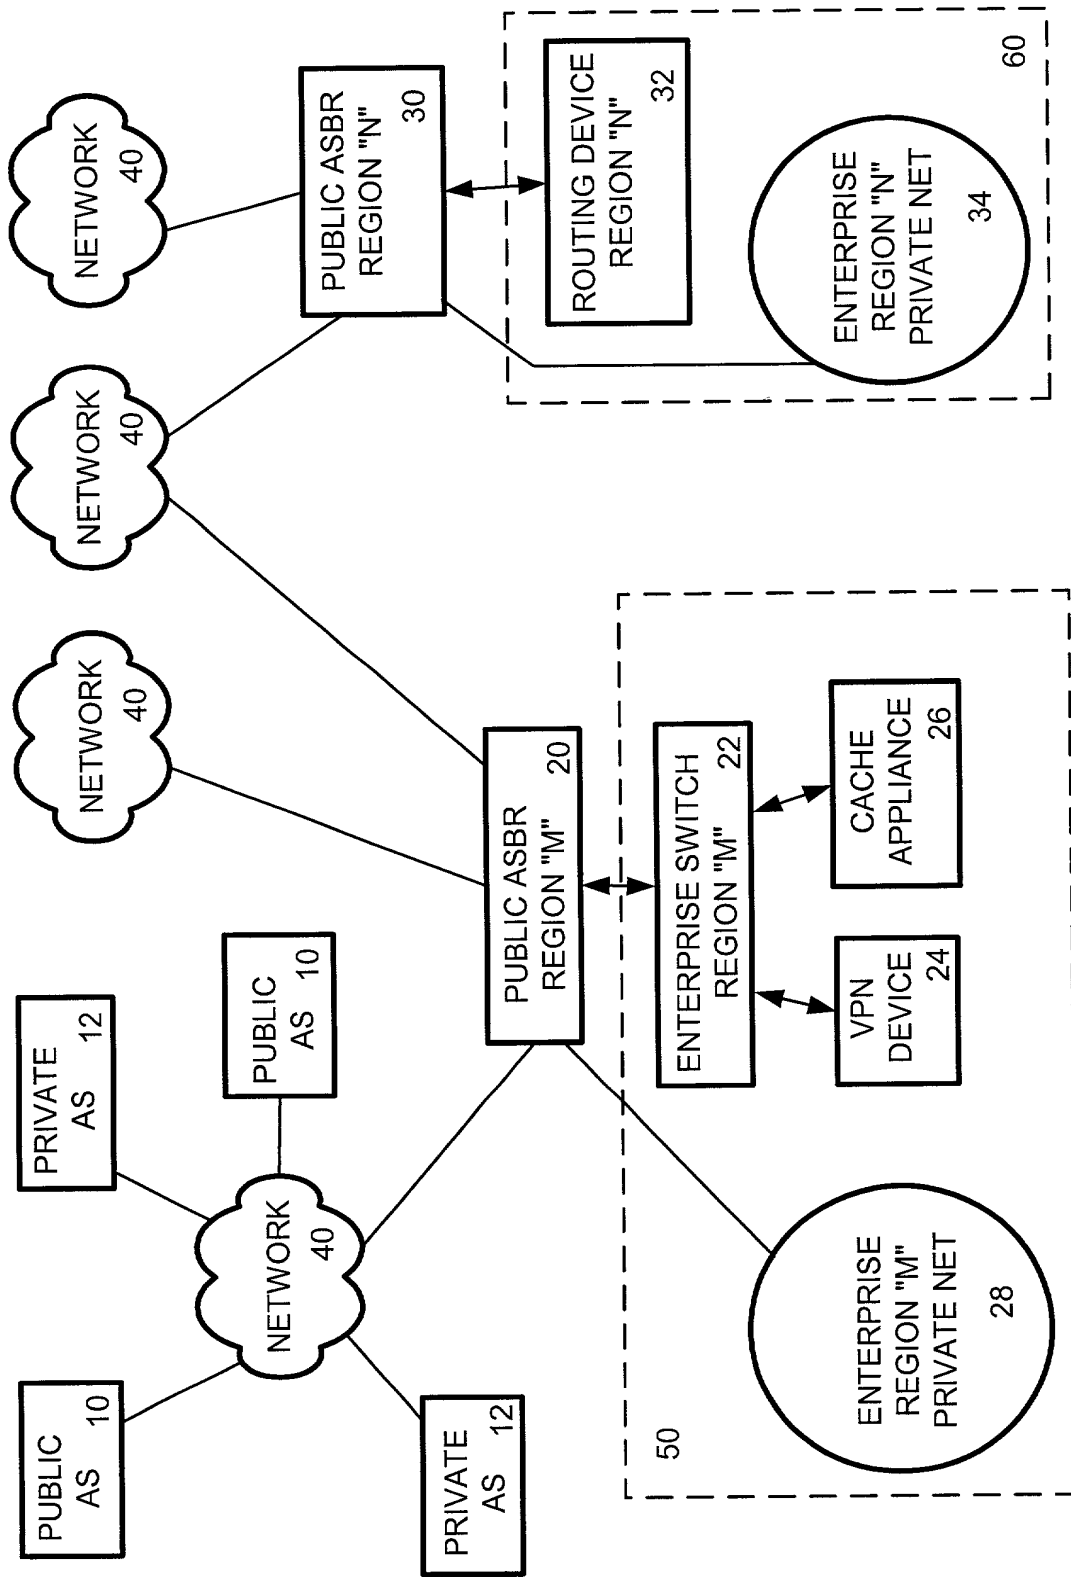 PUBLIC
AS
10
PRIVATE
AS
12
NETWORK
40
PRIVATE
AS
12
PUBLIC
AS
10
NETWORK
40
NETWORK
40
NETWORK
40
PUBLIC ASBR
REGION "M"
20
PUBLIC ASBR
REGION "N"
30
50
ENTERPRISE
REGION "M"
PRIVATE NET
28
ENTERPRISE SWITCH
REGION "M"
22
VPN
DEVICE
24
CACHE
APPLIANCE
26
ROUTING DEVICE
REGION "N"
32
ENTERPRISE
REGION "N"
PRIVATE NET
34
60